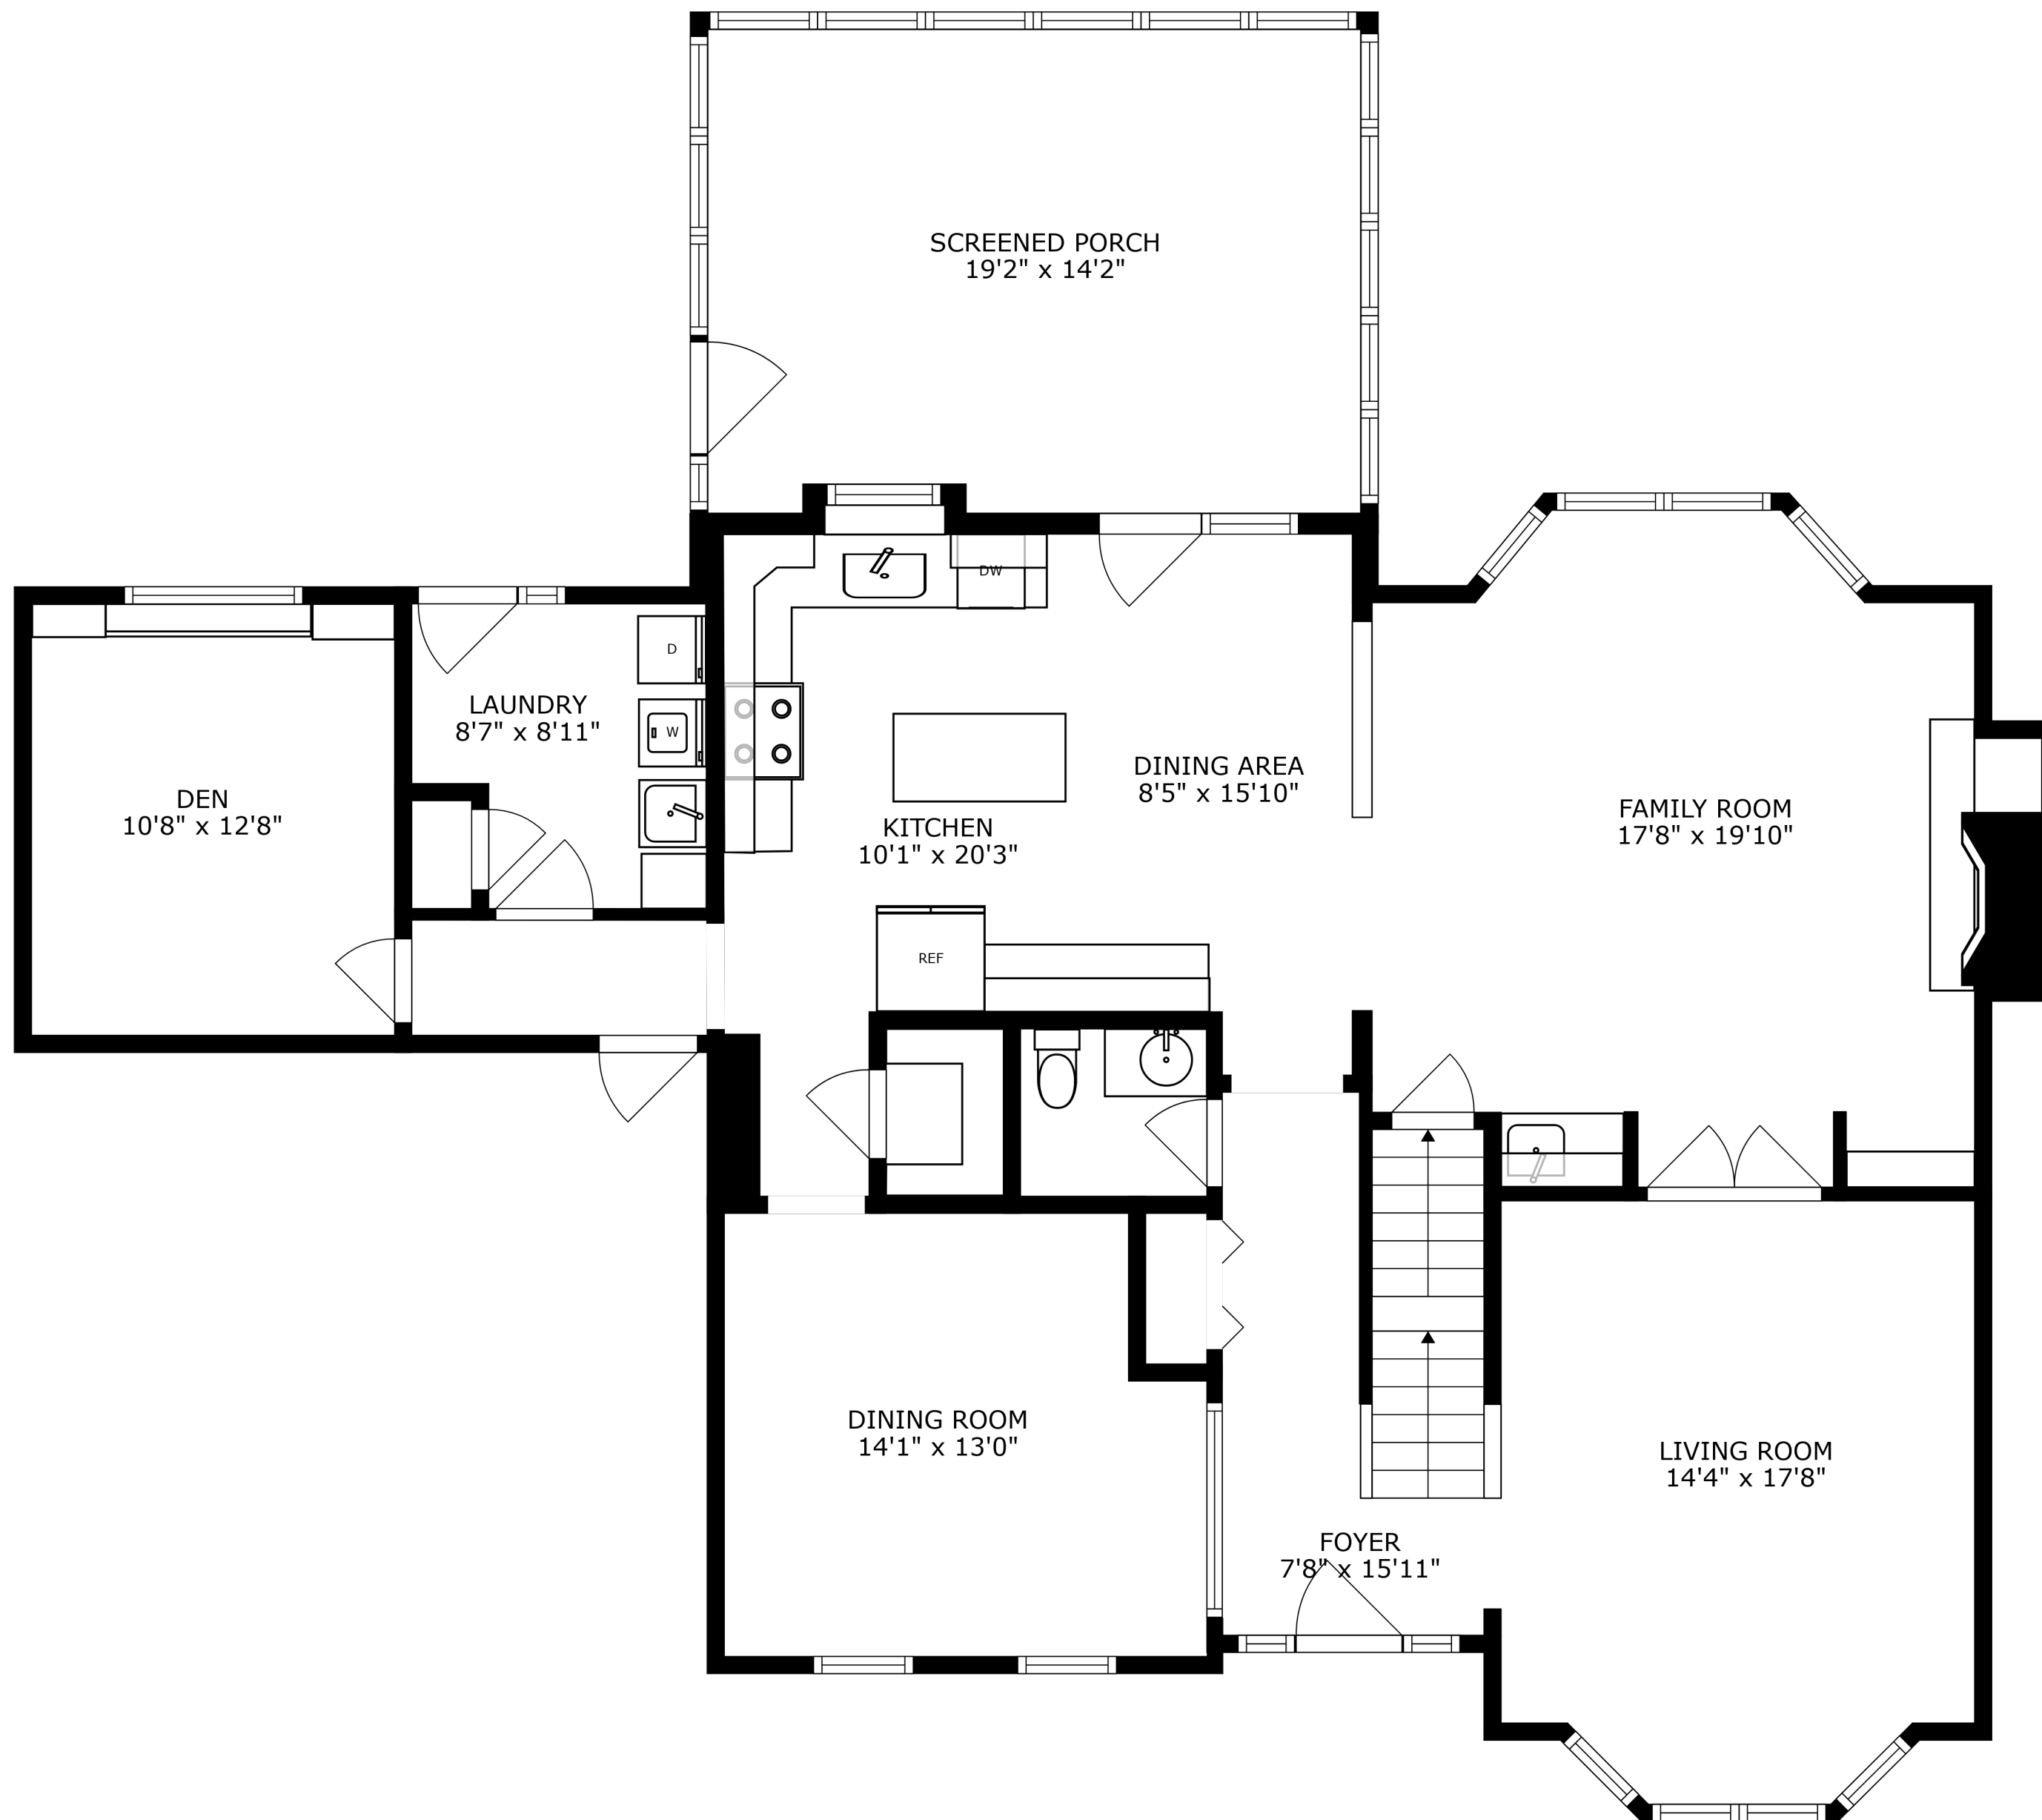 SCREENED PORCH
19'2" x 14'2"
DW
D
LAUNDRY
8'7" x 8'11"
W
DEN
10'8" x 12'8"
DINING AREA
8'5" x 15'10"
KITCHEN
10'1" x 20'3"
FAMILY ROOM
17'8" x 19'10"
REF
DINING ROOM
14'1" x 13'0"
LIVING ROOM
14'4" x 17'8"
FOYER
7'8" x 15'11"